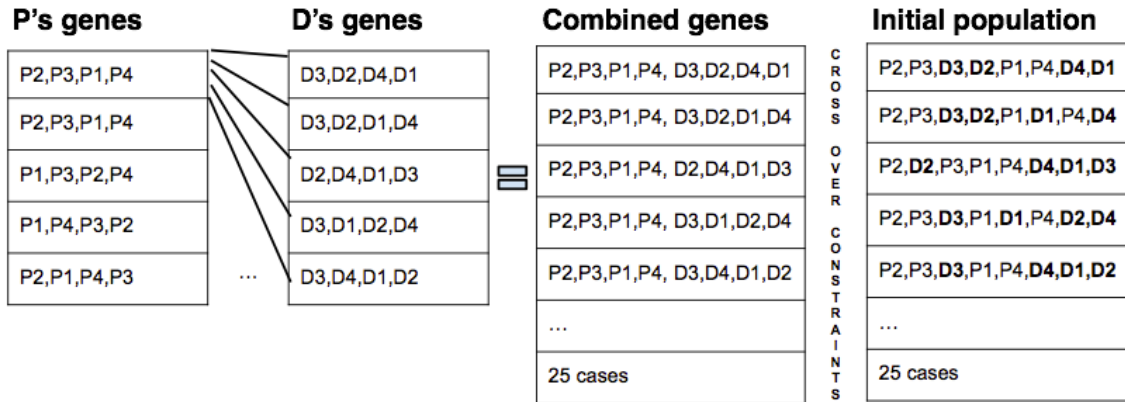 P's genes
P2,P3,P1,P4
P2,P3,P1,P4
P1,P3,P2,P4
P1,P4,P3,P2
P2,P1,P4,P3
...
D's genes
D3,D2,D4,D1
D3,D2,D1,D4
D2,D4,D1,D3
D3,D1,D2,D4
D3,D4,D1,D2
=
Combined genes
P2,P3,P1,P4, D3,D2,D4,D1
P2,P3,P1,P4, D3,D2,D1,D4
P2,P3,P1,P4, D2,D4,D1,D3
P2,P3,P1,P4, D3,D1,D2,D4
P2,P3,P1,P4, D3,D4,D1,D2
...
25 cases
CROSS OVER CONSTRAINTS
Initial population
P2,P3,D3,D2,P1,P4,D4,D1
P2,P3,D3,D2,P1,D1,P4,D4
P2,D2,P3,P1,P4,D4,D1,D3
P2,P3,D3,P1,D1,P4,D2,D4
P2,P3,D3,P1,P4,D4,D1,D2
...
25 cases